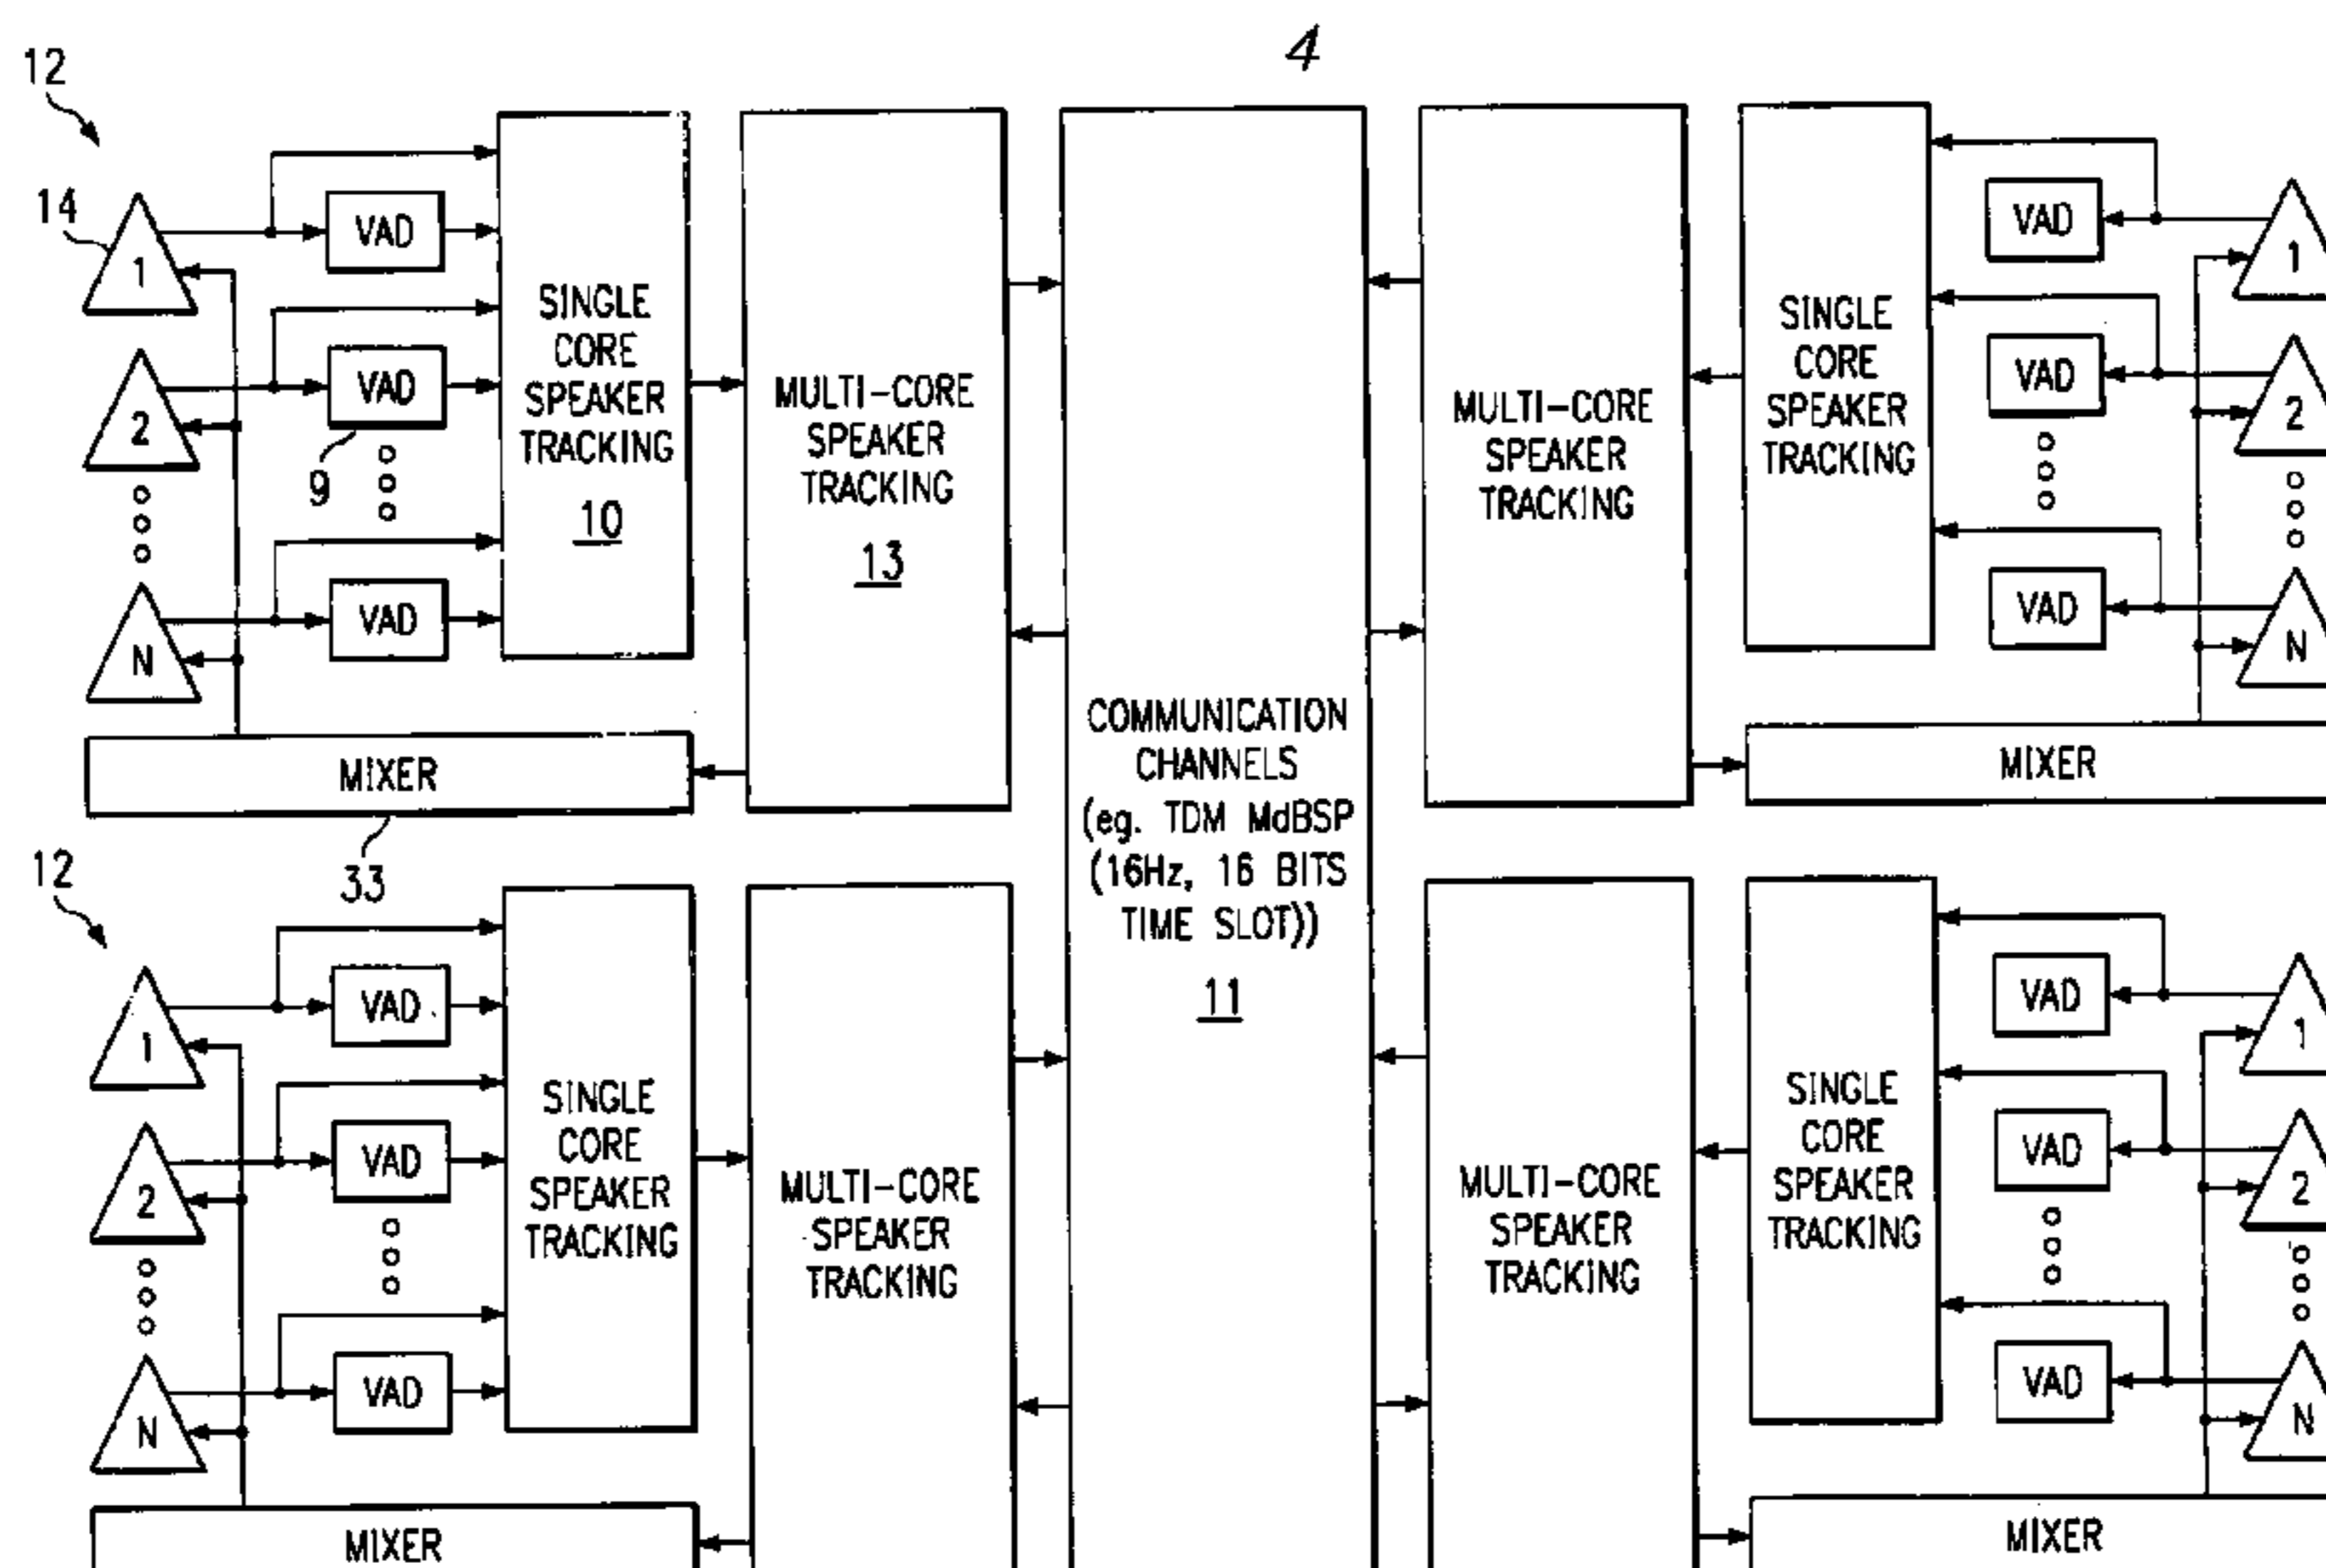 4
12
14
1
VAD
2
VAD
9
N
VAD
SINGLE
CORE
SPEAKER
TRACKING
10
MULTI-CORE
SPEAKER
TRACKING
13
MIXER
33
COMMUNICATION
CHANNELS
(eg. TDM MdBSP
(16Hz, 16 BITS
TIME SLOT))
11
MULTI-CORE
SPEAKER
TRACKING
SINGLE
CORE
SPEAKER
TRACKING
VAD
1
VAD
2
VAD
N
MIXER
12
1
VAD
2
VAD
N
VAD
SINGLE
CORE
SPEAKER
TRACKING
MULTI-CORE
SPEAKER
TRACKING
MIXER
MULTI-CORE
SPEAKER
TRACKING
SINGLE
CORE
SPEAKER
TRACKING
VAD
1
VAD
2
VAD
N
MIXER